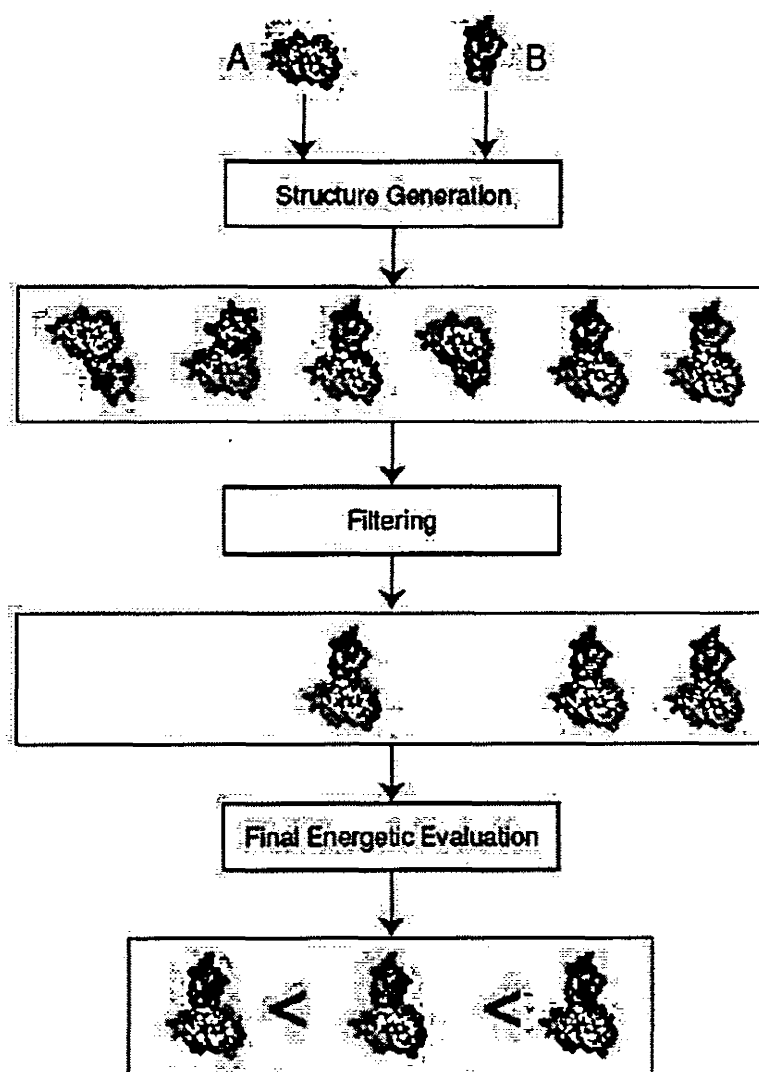 A B
Structure Generation
Filtering
Final Energetic Evaluation
< <